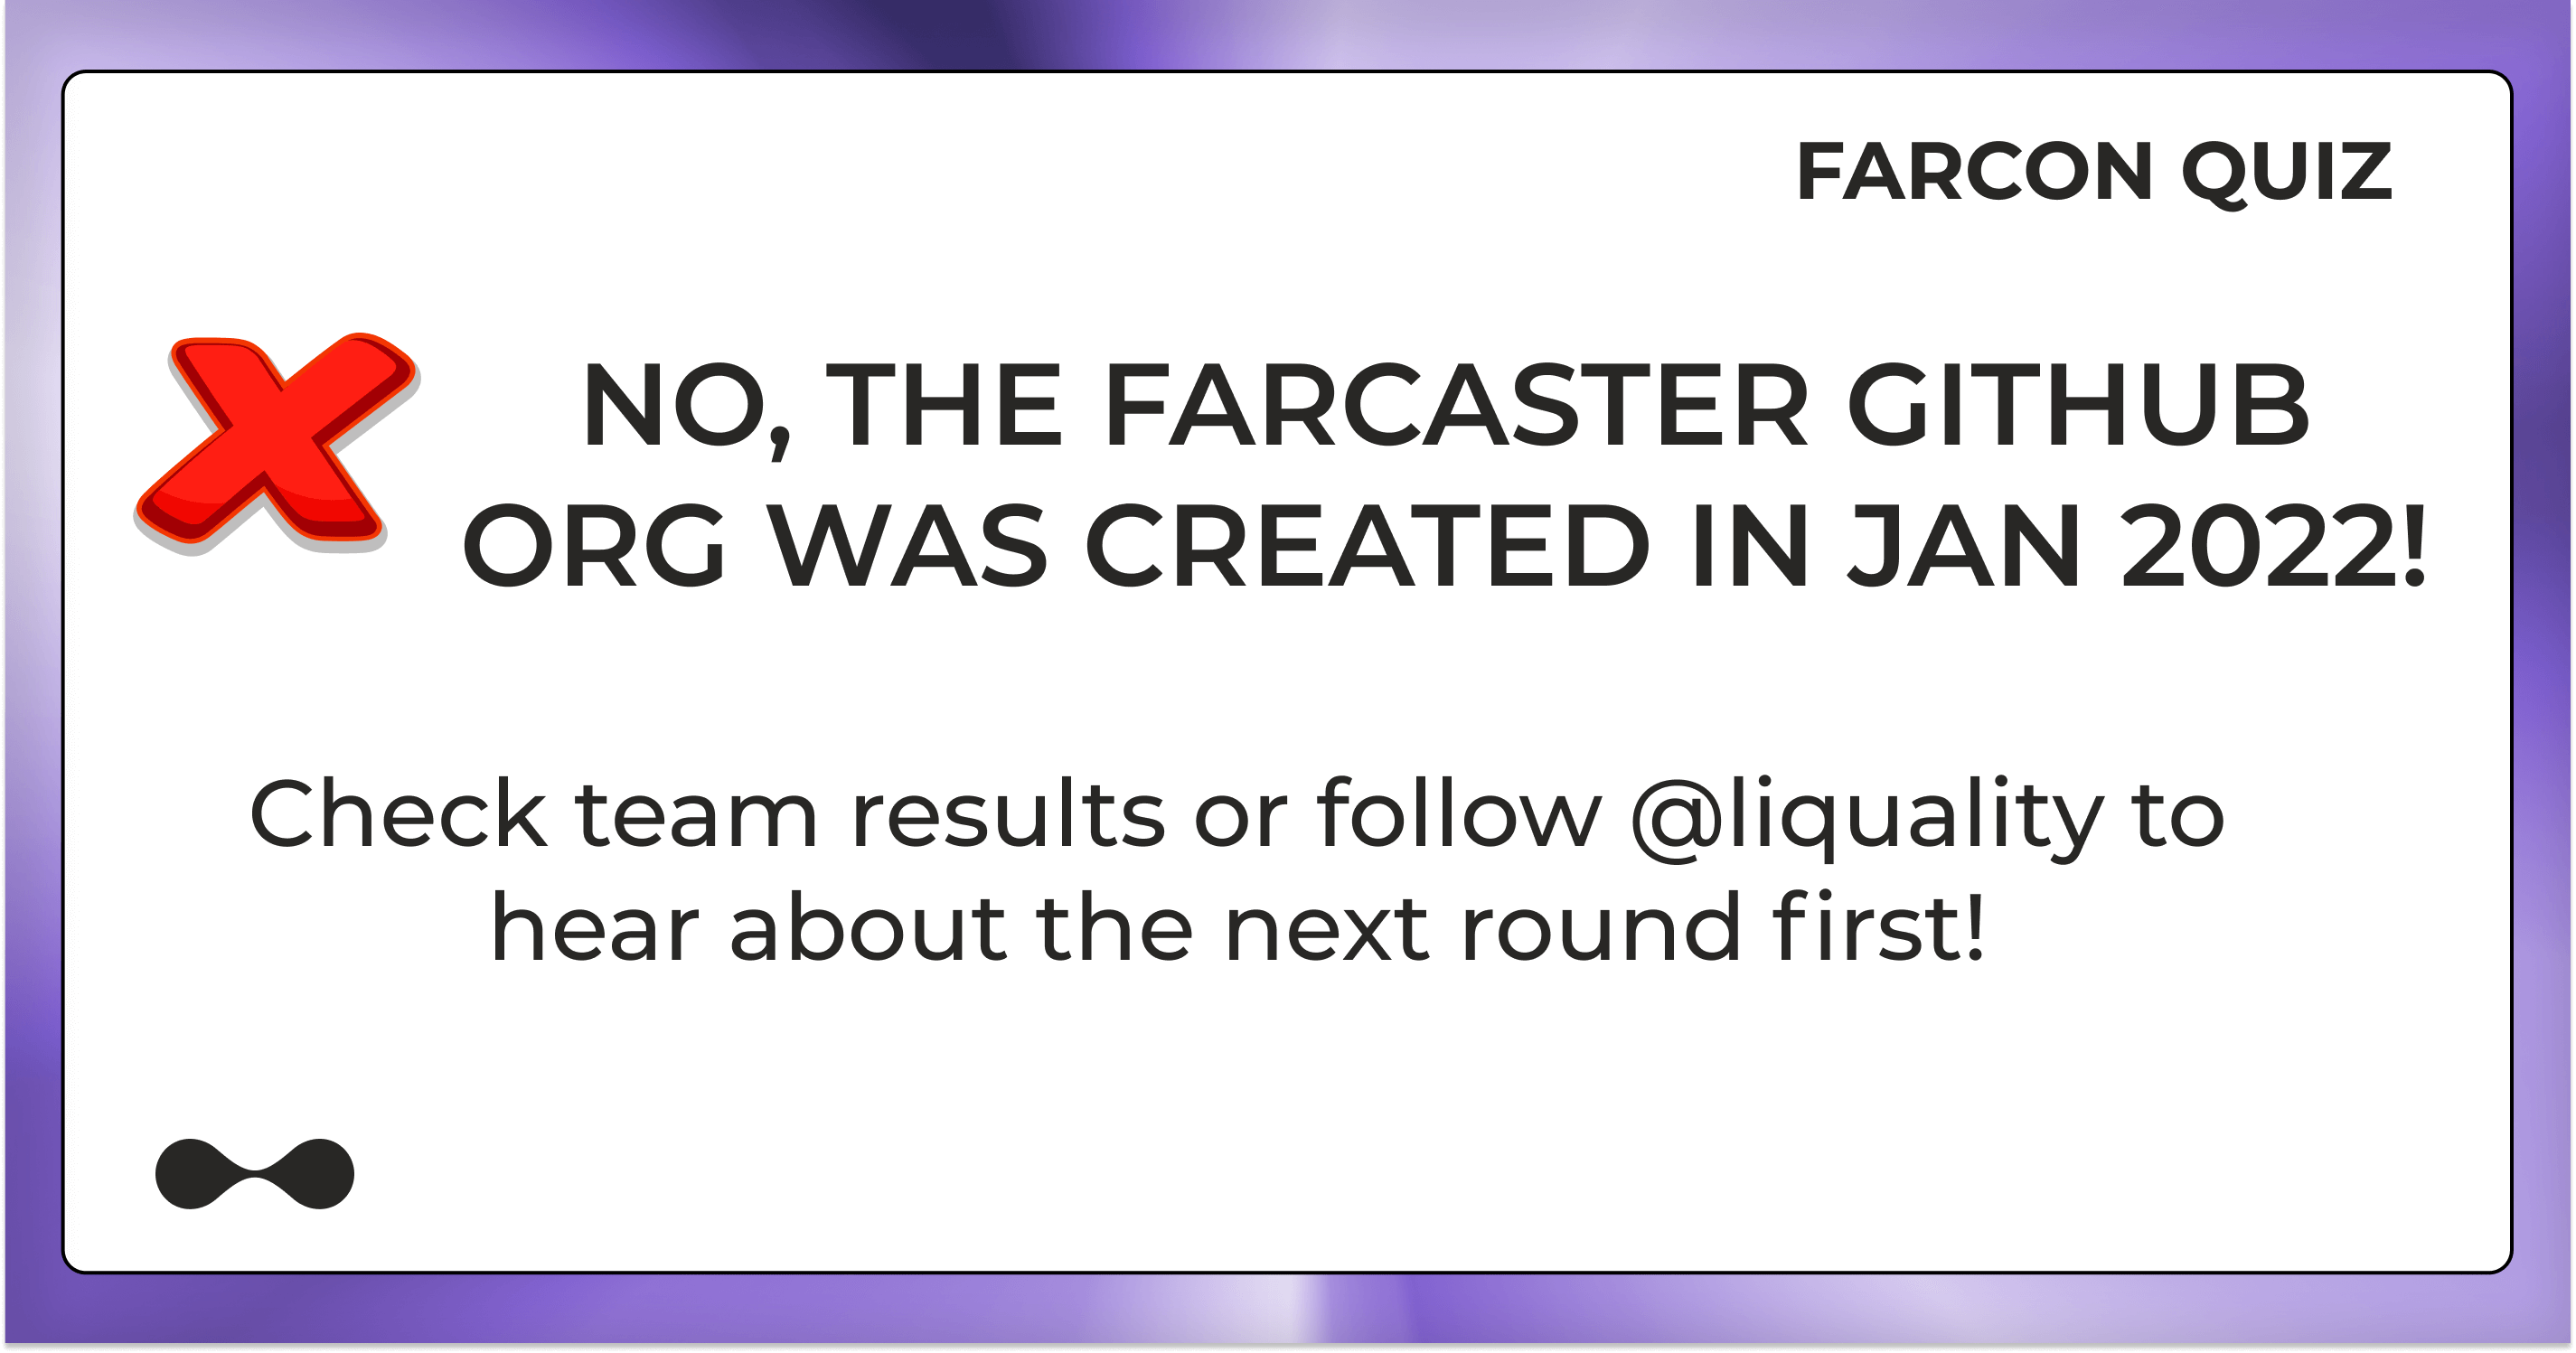 FARCON QUIZ
NO, THE FARCASTER GITHUB
ORG WAS CREATED IN JAN 2022!
Check team results or follow @liquality to
hear about the next round first!